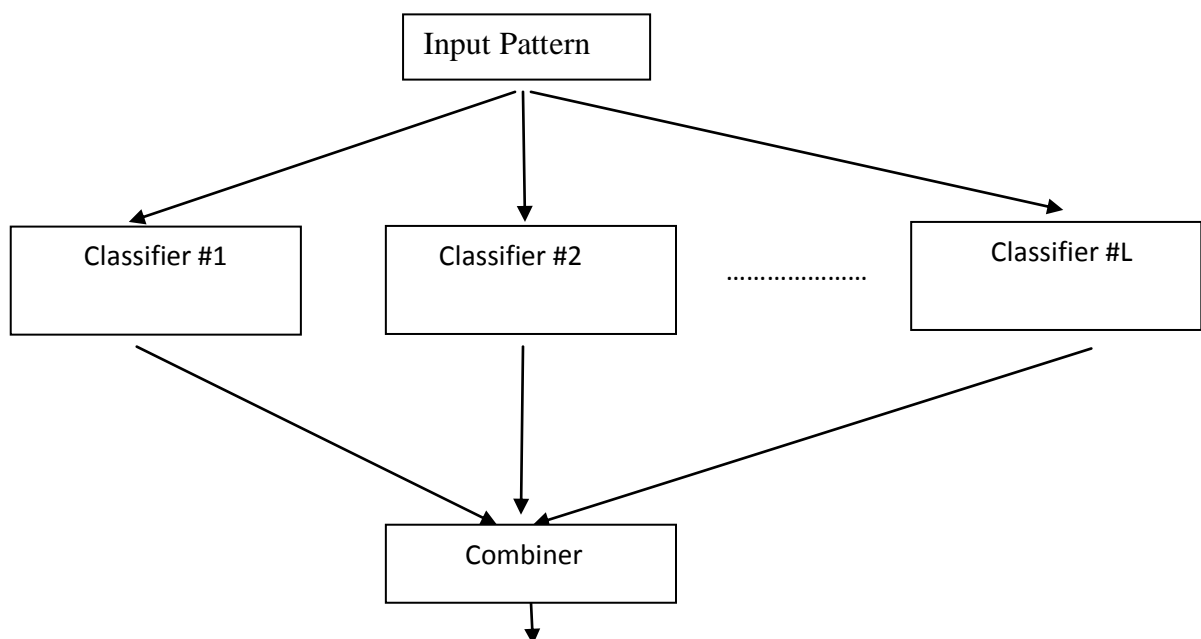 Input Pattern
Classifier #1
Classifier #2
.....................
Classifier #L
Combiner